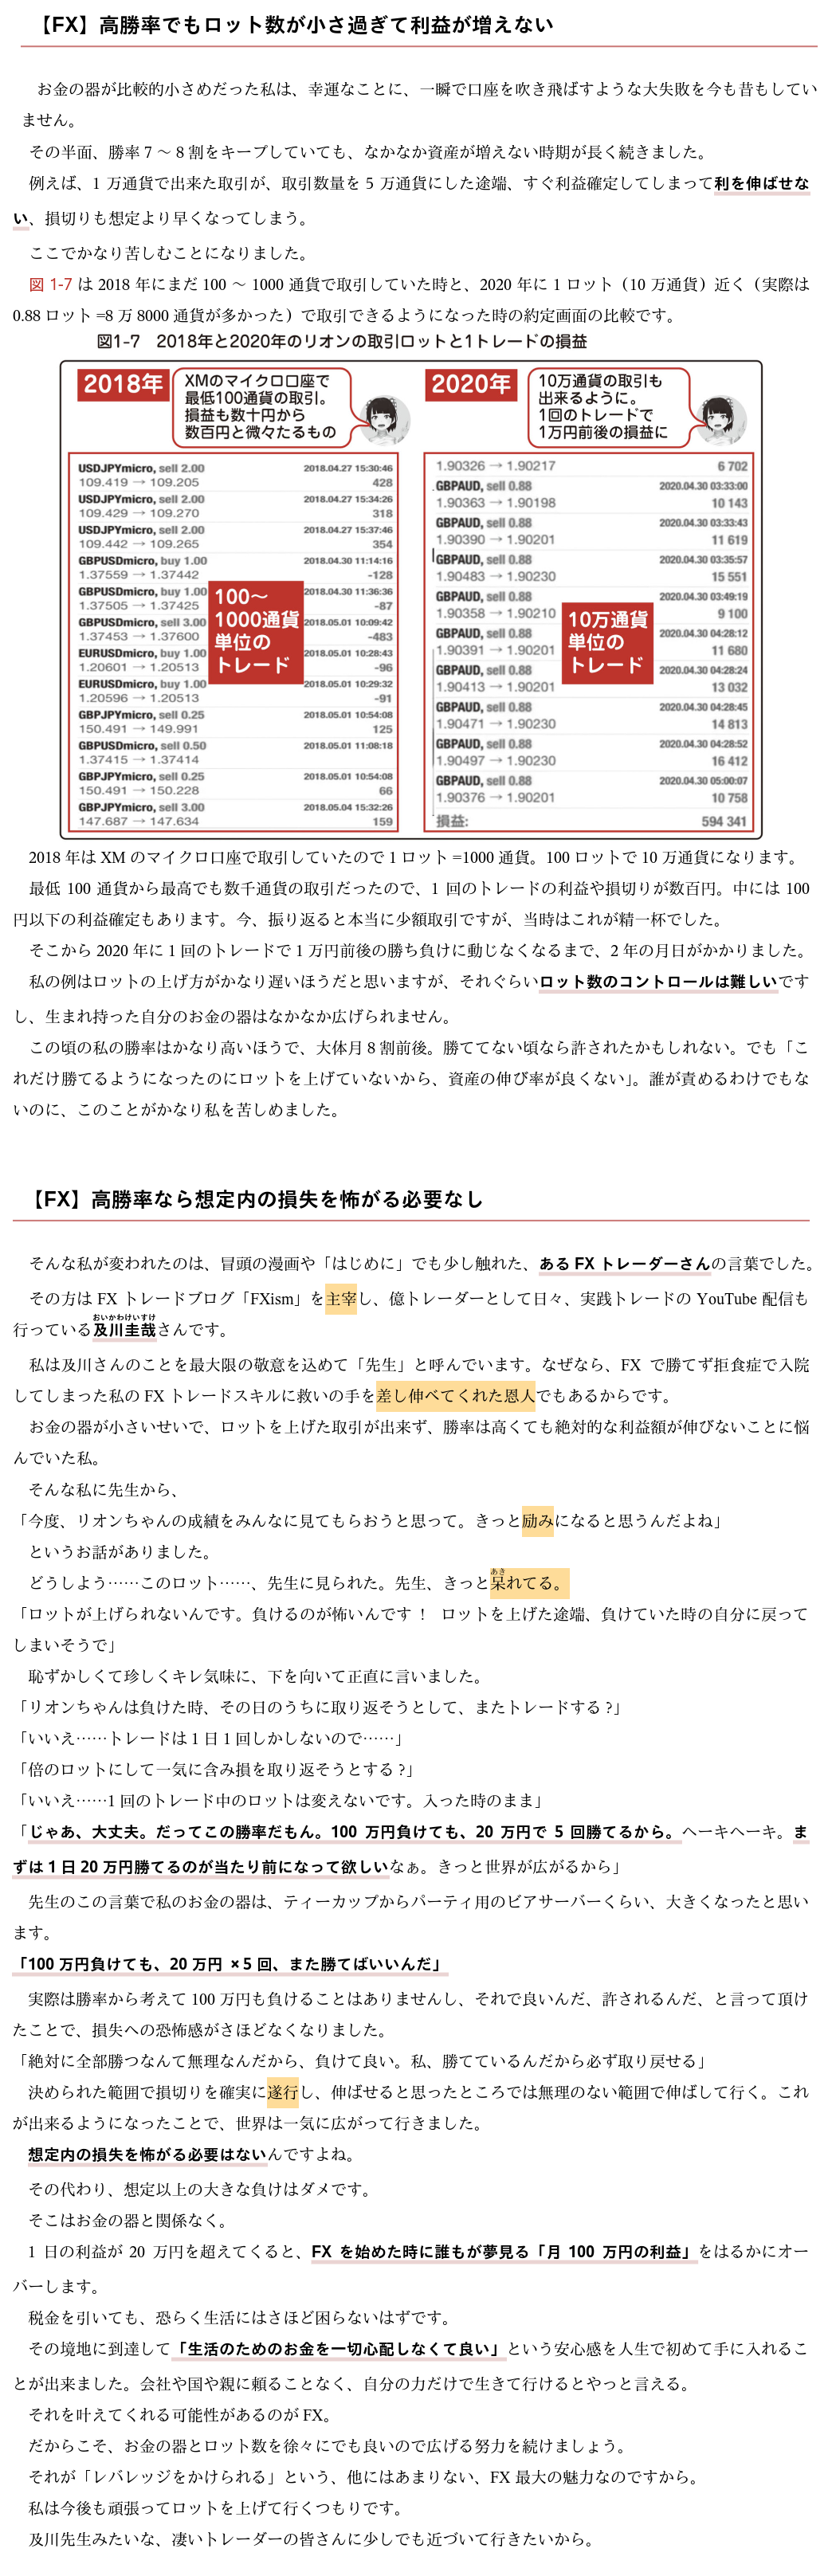 【FX】高勝率でもロット数が小さ過ぎて利益が増えない
お金の器が比較的小さめだった私は、幸運なことに、一瞬で口座を吹き飛ばすような大失敗を今も昔もしてい
ません。
その半面、勝率 7 ～ 8 割をキープしていても、なかなか資産が増えない時期が長く続きました。
例えば、1 万通貨で出来た取引が、取引数量を 5 万通貨にした途端、すぐ利益確定してしまって利を伸ばせな
い、損切りも想定より早くなってしまう。
ここでかなり苦しむことになりました。
図 1-7 は 2018 年にまだ 100 ～ 1000 通貨で取引していた時と、2020 年に 1 ロット（10 万通貨）近く（実際は
0.88 ロット =8 万 8000 通貨が多かった）で取引できるようになった時の約定画面の比較です。
図1-7　2018年と2020年のリオンの取引ロットと1トレードの損益
2018年
XMのマイクロ口座で
最低100通貨の取引。
損益も数十円から
数百円と微々たるもの
USDJPYmicro, sell 2.00 2018.04.27 15:30:46
109.419 → 109.205 428
USDJPYmicro, sell 2.00 2018.04.27 15:34:26
109.429 → 109.270 318
USDJPYmicro, sell 2.00 2018.04.27 15:37:46
109.442 → 109.265 354
GBPUSDmicro, buy 1.00 2018.04.30 11:14:16
1.37559 → 1.37442 -128
GBPUSDmicro, buy 1.00 2018.04.30 11:36:36
1.37505 → 1.37425 -87
GBPUSDmicro, sell 3.00 2018.05.01 10:09:42
1.37453 → 1.37600 -483
EURUSDmicro, buy 1.00 2018.05.01 10:28:43
1.20601 → 1.20513 -96
EURUSDmicro, buy 1.00 2018.05.01 10:29:32
1.20596 → 1.20513 -91
GBPJPYmicro, sell 0.25 2018.05.01 10:54:08
150.491 → 149.991 125
GBPUSDmicro, sell 0.50 2018.05.01 11:08:18
1.37415 → 1.37414
GBPJPYmicro, sell 0.25 2018.05.01 10:54:08
150.491 → 150.228 66
GBPJPYmicro, sell 3.00 2018.05.04 15:32:26
147.687 → 147.634 159
100～
1000通貨
単位の
トレード
2020年
10万通貨の取引も
出来るように。
1回のトレードで
1万円前後の損益に
1.90326 → 1.90217 6 702
GBPAUD, sell 0.88 2020.04.30 03:33:00
1.90363 → 1.90198 10 143
GBPAUD, sell 0.88 2020.04.30 03:33:43
1.90390 → 1.90201 11 619
GBPAUD, sell 0.88 2020.04.30 03:35:57
1.90483 → 1.90230 15 551
GBPAUD, sell 0.88 2020.04.30 03:49:19
1.90358 → 1.90210 9 100
GBPAUD, sell 0.88 2020.04.30 04:28:12
1.90391 → 1.90201 11 680
GBPAUD, sell 0.88 2020.04.30 04:28:24
1.90413 → 1.90201 13 032
GBPAUD, sell 0.88 2020.04.30 04:28:45
1.90471 → 1.90230 14 813
GBPAUD, sell 0.88 2020.04.30 04:28:52
1.90497 → 1.90230 16 412
GBPAUD, sell 0.88 2020.04.30 05:00:07
1.90376 → 1.90201 10 758
損益: 594 341
10万通貨
単位の
トレード
2018 年は XM のマイクロ口座で取引していたので 1 ロット =1000 通貨。100 ロットで 10 万通貨になります。
最低 100 通貨から最高でも数千通貨の取引だったので、1 回のトレードの利益や損切りが数百円。中には 100
円以下の利益確定もあります。今、振り返ると本当に少額取引ですが、当時はこれが精一杯でした。
そこから 2020 年に 1 回のトレードで 1 万円前後の勝ち負けに動じなくなるまで、2 年の月日がかかりました。
私の例はロットの上げ方がかなり遅いほうだと思いますが、それぐらいロット数のコントロールは難しいです
し、生まれ持った自分のお金の器はなかなか広げられません。
この頃の私の勝率はかなり高いほうで、大体月 8 割前後。勝ててない頃なら許されたかもしれない。でも「こ
れだけ勝てるようになったのにロットを上げていないから、資産の伸び率が良くない」。誰が責めるわけでもな
いのに、このことがかなり私を苦しめました。
【FX】高勝率なら想定内の損失を怖がる必要なし
そんな私が変われたのは、冒頭の漫画や「はじめに」でも少し触れた、ある FX トレーダーさんの言葉でした。
その方は FX トレードブログ「FXism」を主宰し、億トレーダーとして日々、実践トレードの YouTube 配信も
おいかわけいすけ
行っている及川圭哉さんです。
私は及川さんのことを最大限の敬意を込めて「先生」と呼んでいます。なぜなら、FX で勝てず拒食症で入院
してしまった私の FX トレードスキルに救いの手を差し伸べてくれた恩人でもあるからです。
お金の器が小さいせいで、ロットを上げた取引が出来ず、勝率は高くても絶対的な利益額が伸びないことに悩
んでいた私。
そんな私に先生から、
「今度、リオンちゃんの成績をみんなに見てもらおうと思って。きっと励みになると思うんだよね」
というお話がありました。
あき
どうしよう……このロット……、先生に見られた。先生、きっと呆れてる。
「ロットが上げられないんです。負けるのが怖いんです ！ ロットを上げた途端、負けていた時の自分に戻って
しまいそうで」
恥ずかしくて珍しくキレ気味に、下を向いて正直に言いました。
「リオンちゃんは負けた時、その日のうちに取り返そうとして、またトレードする ?」
「いいえ……トレードは 1 日 1 回しかしないので……」
「倍のロットにして一気に含み損を取り返そうとする ?」
「いいえ……1 回のトレード中のロットは変えないです。入った時のまま」
「じゃあ、大丈夫。だってこの勝率だもん。100 万円負けても、20 万円で 5 回勝てるから。ヘーキヘーキ。ま
ずは 1 日 20 万円勝てるのが当たり前になって欲しいなぁ。きっと世界が広がるから」
先生のこの言葉で私のお金の器は、ティーカップからパーティ用のビアサーバーくらい、大きくなったと思い
ます。
「100 万円負けても、20 万円 ×5 回、また勝てばいいんだ」
実際は勝率から考えて 100 万円も負けることはありませんし、それで良いんだ、許されるんだ、と言って頂け
たことで、損失への恐怖感がさほどなくなりました。
「絶対に全部勝つなんて無理なんだから、負けて良い。私、勝てているんだから必ず取り戻せる」
決められた範囲で損切りを確実に遂行し、伸ばせると思ったところでは無理のない範囲で伸ばして行く。これ
が出来るようになったことで、世界は一気に広がって行きました。
想定内の損失を怖がる必要はないんですよね。
その代わり、想定以上の大きな負けはダメです。
そこはお金の器と関係なく。
1 日の利益が 20 万円を超えてくると、FX を始めた時に誰もが夢見る「月 100 万円の利益」をはるかにオー
バーします。
税金を引いても、恐らく生活にはさほど困らないはずです。
その境地に到達して「生活のためのお金を一切心配しなくて良い」という安心感を人生で初めて手に入れるこ
とが出来ました。会社や国や親に頼ることなく、自分の力だけで生きて行けるとやっと言える。
それを叶えてくれる可能性があるのが FX。
だからこそ、お金の器とロット数を徐々にでも良いので広げる努力を続けましょう。
それが「レバレッジをかけられる」という、他にはあまりない、FX 最大の魅力なのですから。
私は今後も頑張ってロットを上げて行くつもりです。
及川先生みたいな、凄いトレーダーの皆さんに少しでも近づいて行きたいから。